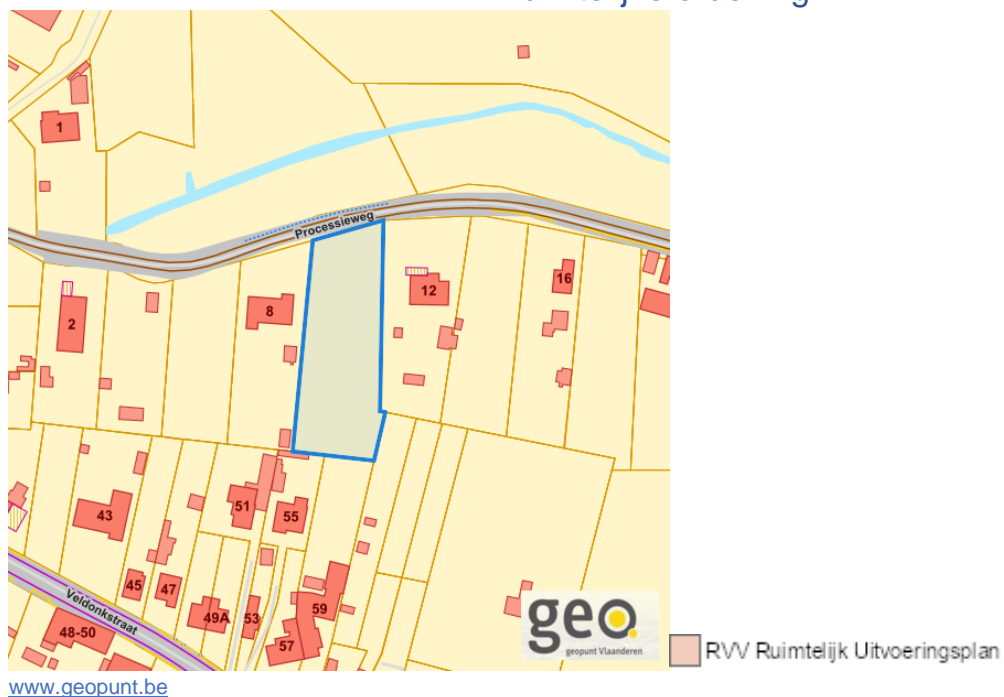 1
Processieweg
12
16
8
2
51
55
43
45
47
Veldonkstraat
49A
53
59
48-50
57
geo.
geopunt Vlaanderen
RVV Ruimtelijk Uitvoeringsplan
www.geopunt.be